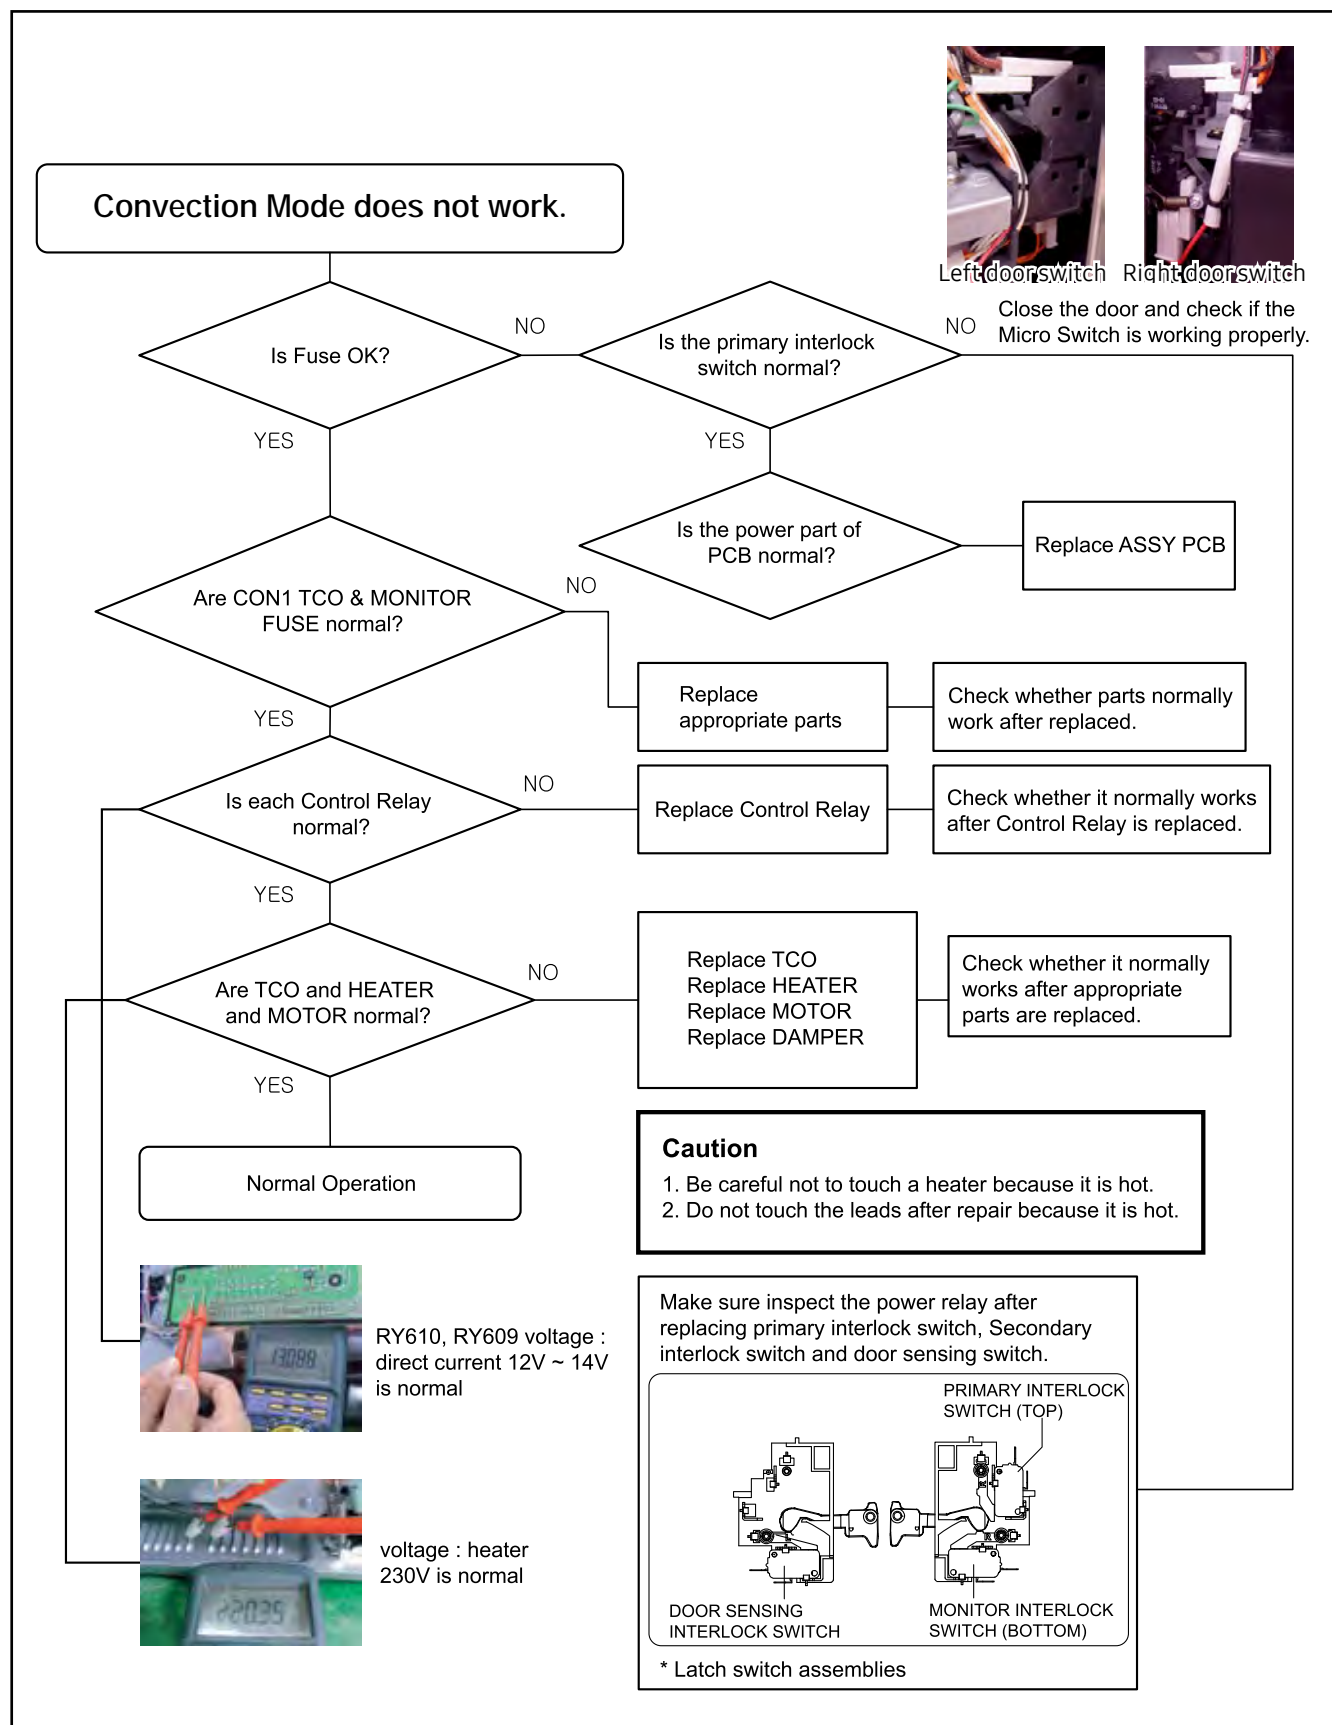 Left door switch
Right door switch
Close the door and check if the
Micro Switch is working properly.
Convection Mode does not work.
Is Fuse OK?
NO
Is the primary interlock
switch normal?
NO
YES
YES
Is the power part of
PCB normal?
Replace ASSY PCB
Are CON1 TCO & MONITOR
FUSE normal?
NO
Replace
appropriate parts
Check whether parts normally
work after replaced.
YES
Is each Control Relay
normal?
NO
Replace Control Relay
Check whether it normally works
after Control Relay is replaced.
YES
Are TCO and HEATER
and MOTOR normal?
NO
Replace TCO
Replace HEATER
Replace MOTOR
Replace DAMPER
Check whether it normally
works after appropriate
parts are replaced.
YES
Normal Operation
Caution
1. Be careful not to touch a heater because it is hot.
2. Do not touch the leads after repair because it is hot.
RY610, RY609 voltage :
direct current 12V ~ 14V
is normal
voltage : heater
230V is normal
Make sure inspect the power relay after
replacing primary interlock switch, Secondary
interlock switch and door sensing switch.
PRIMARY INTERLOCK
SWITCH (TOP)
DOOR SENSING
INTERLOCK SWITCH
MONITOR INTERLOCK
SWITCH (BOTTOM)
* Latch switch assemblies